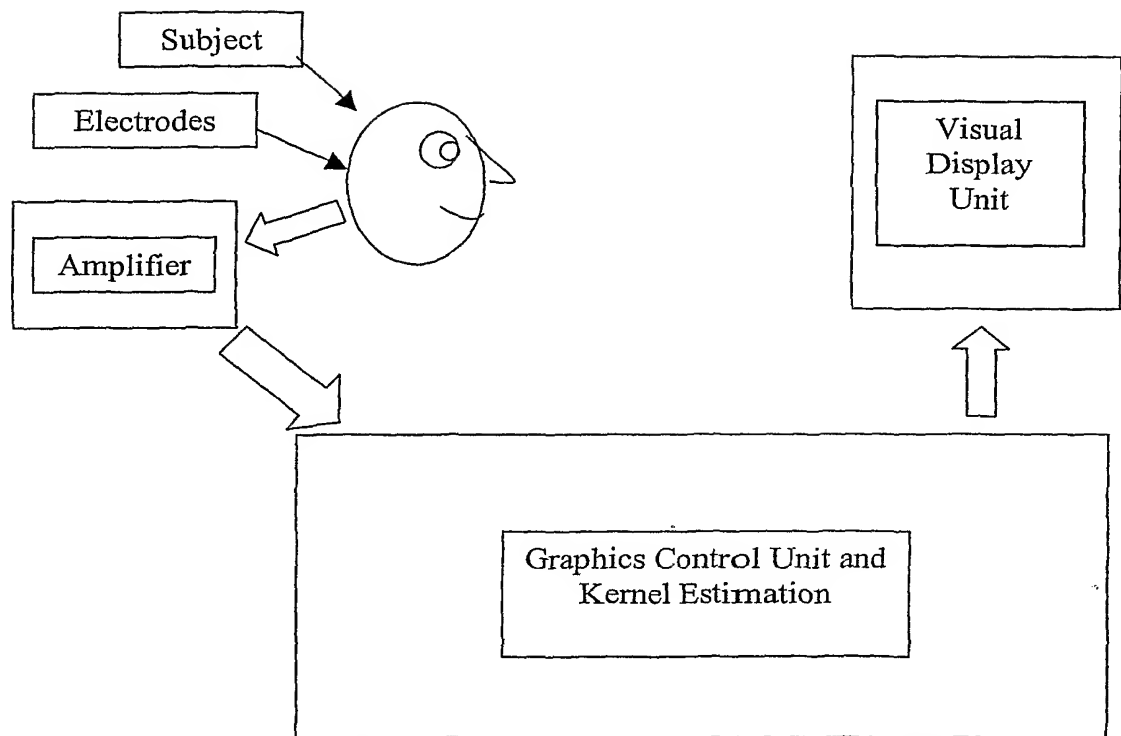 Subject
Electrodes
Amplifier
Visual
Display
Unit
Graphics Control Unit and
Kernel Estimation